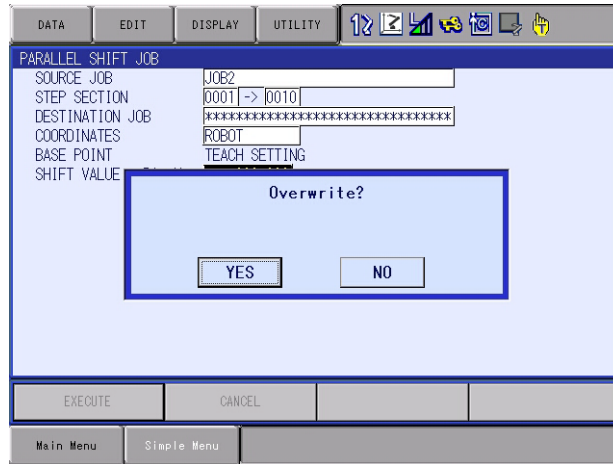 DATA EDIT DISPLAY UTILITY
PARALLEL SHIFT JOB
SOURCE JOB JOB2
STEP SECTION 0001 -> 0010
DESTINATION JOB ********************************
COORDINATES ROBOT
BASE POINT TEACH SETTING
SHIFT VALUE
Overwrite?
YES NO
EXECUTE CANCEL
Main Menu Simple Menu